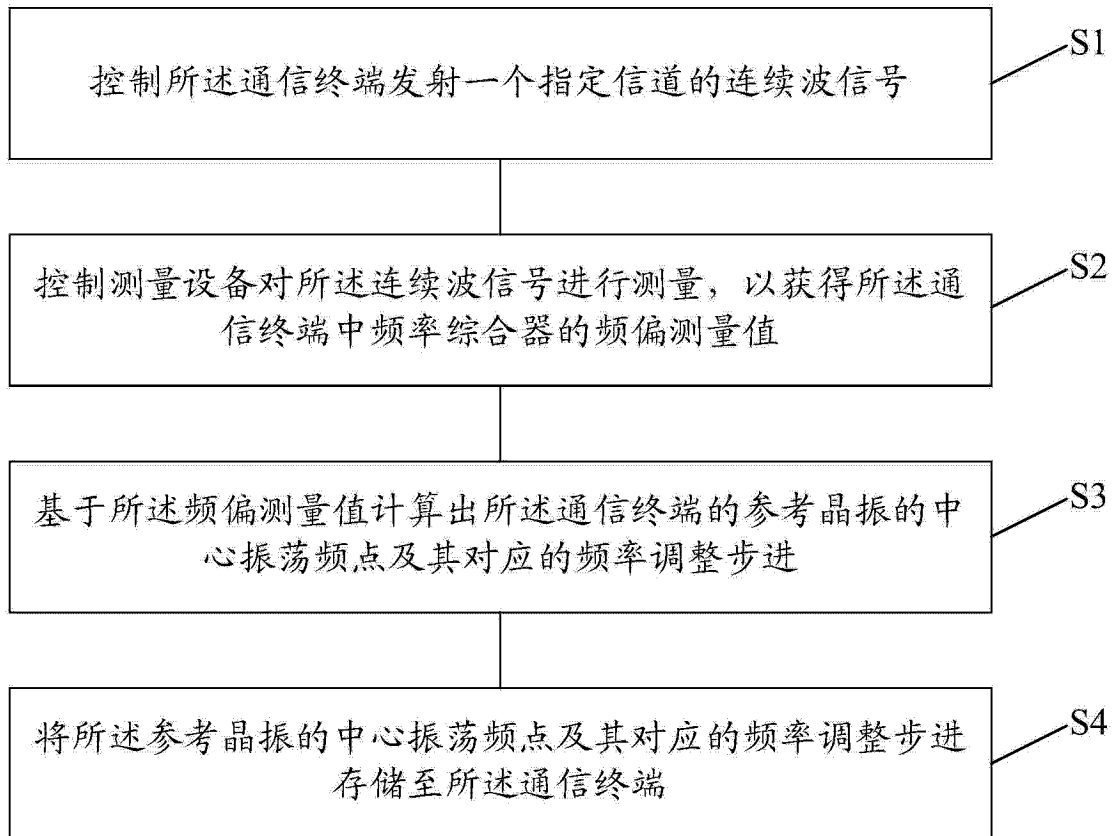 控制所述通信终端发射一个指定信道的连续波信号
S1
控制测量设备对所述连续波信号进行测量，以获得所述通
信终端中频率综合器的频偏测量值
S2
基于所述频偏测量值计算出所述通信终端的参考晶振的中
心振荡频点及其对应的频率调整步进
S3
将所述参考晶振的中心振荡频点及其对应的频率调整步进
存储至所述通信终端
S4